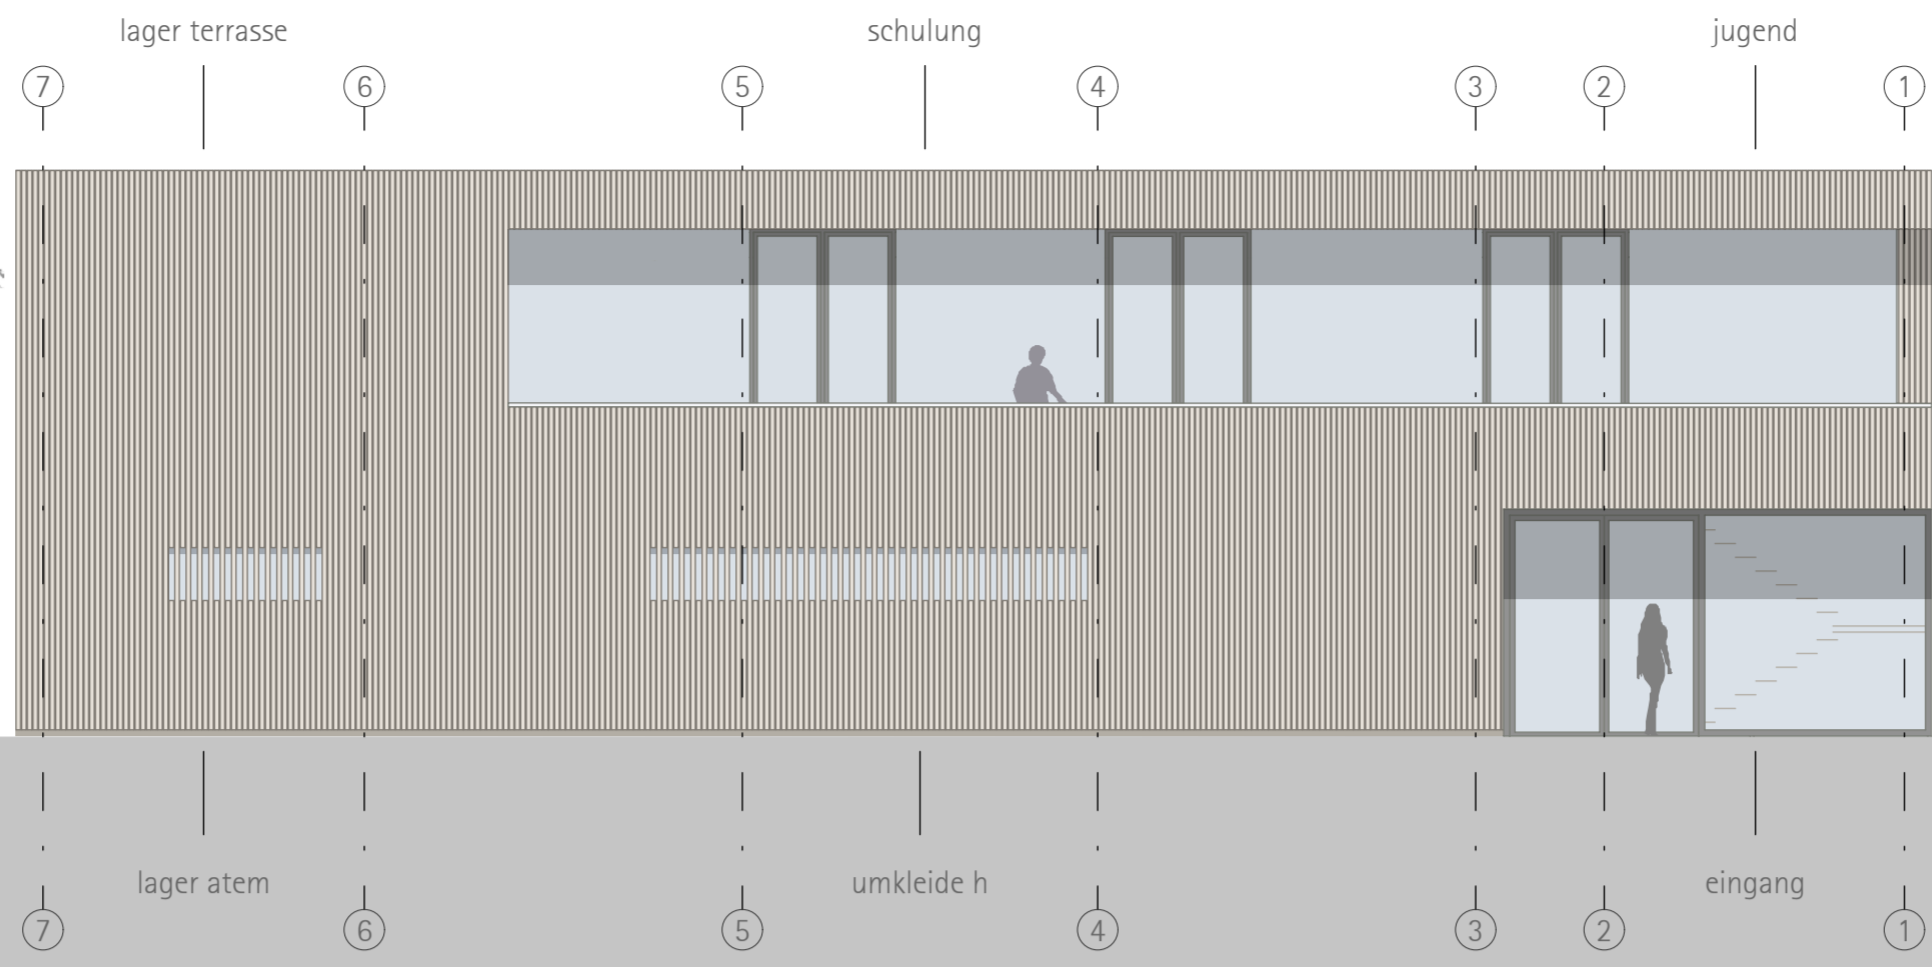 lager terrasse schulung jugend
7 6 5 4 3 2 1
lager atem umkleide h eingang
7 6 5 4 3 2 1